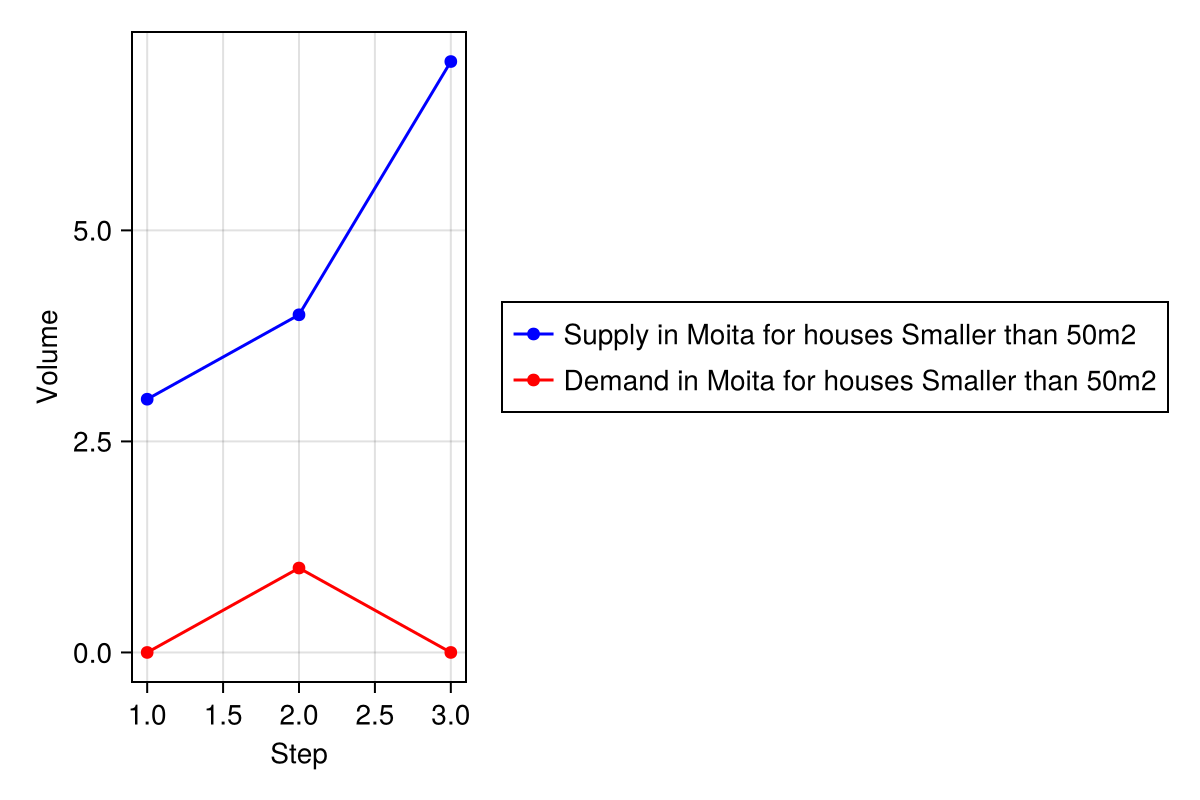 5.0
2.5
0.0
Volume
1.0 1.5 2.0 2.5 3.0
Step
Supply in Moita for houses Smaller than 50m2
Demand in Moita for houses Smaller than 50m2